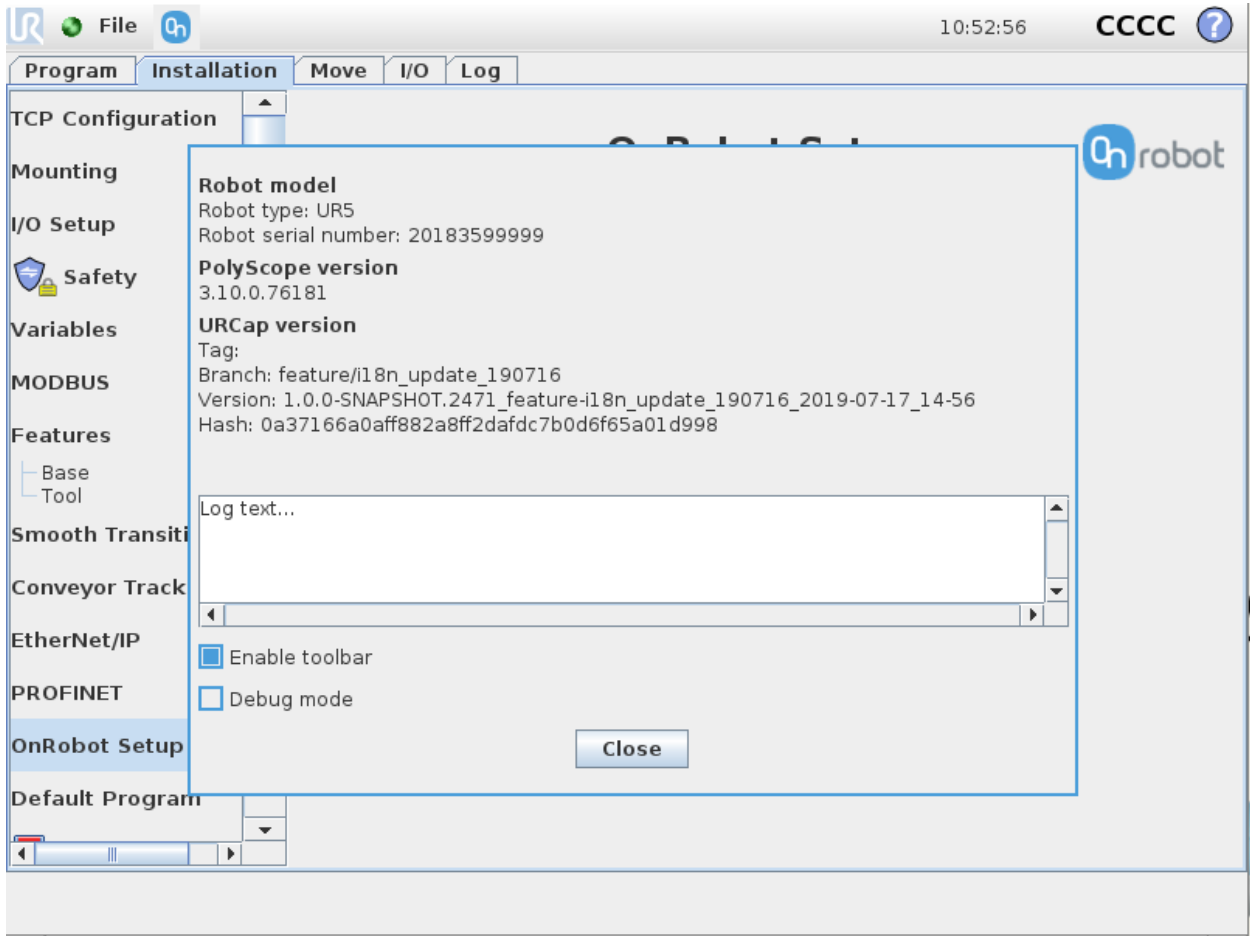 UR File On 10:52:56 CCCC ?
Program Installation Move I/O Log
TCP Configuration
Mounting
I/O Setup
Safety
Variables
MODBUS
Features
Base
Tool
Smooth Transiti
Conveyor Track
EtherNet/IP
PROFINET
OnRobot Setup
Default Program
On robot
Robot model
Robot type: UR5
Robot serial number: 20183599999
PolyScope version
3.10.0.76181
URCap version
Tag:
Branch: feature/i18n_update_190716
Version: 1.0.0-SNAPSHOT.2471_feature-i18n_update_190716_2019-07-17_14-56
Hash: 0a37166a0aff882a8ff2dafdc7b0d6f65a01d998
Log text...
Enable toolbar
Debug mode
Close